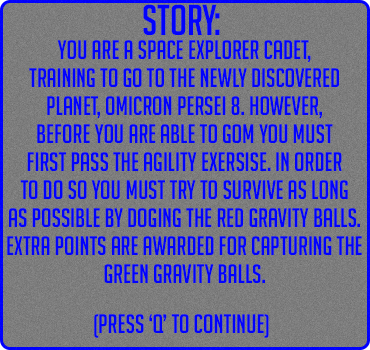 STORY:
YOU ARE A SPACE EXPLORER CADET,
TRAINING TO GO TO THE NEWLY DISCOVERED
PLANET, OMICRON PERSEI 8. HOWEVER,
BEFORE YOU ARE ABLE TO GOM YOU MUST
FIRST PASS THE AGILITY EXERSISE. IN ORDER
TO DO SO YOU MUST TRY TO SURVIVE AS LONG
AS POSSIBLE BY DOGING THE RED GRAVITY BALLS.
EXTRA POINTS ARE AWARDED FOR CAPTURING THE
GREEN GRAVITY BALLS.
(PRESS ‘Q’ TO CONTINUE)